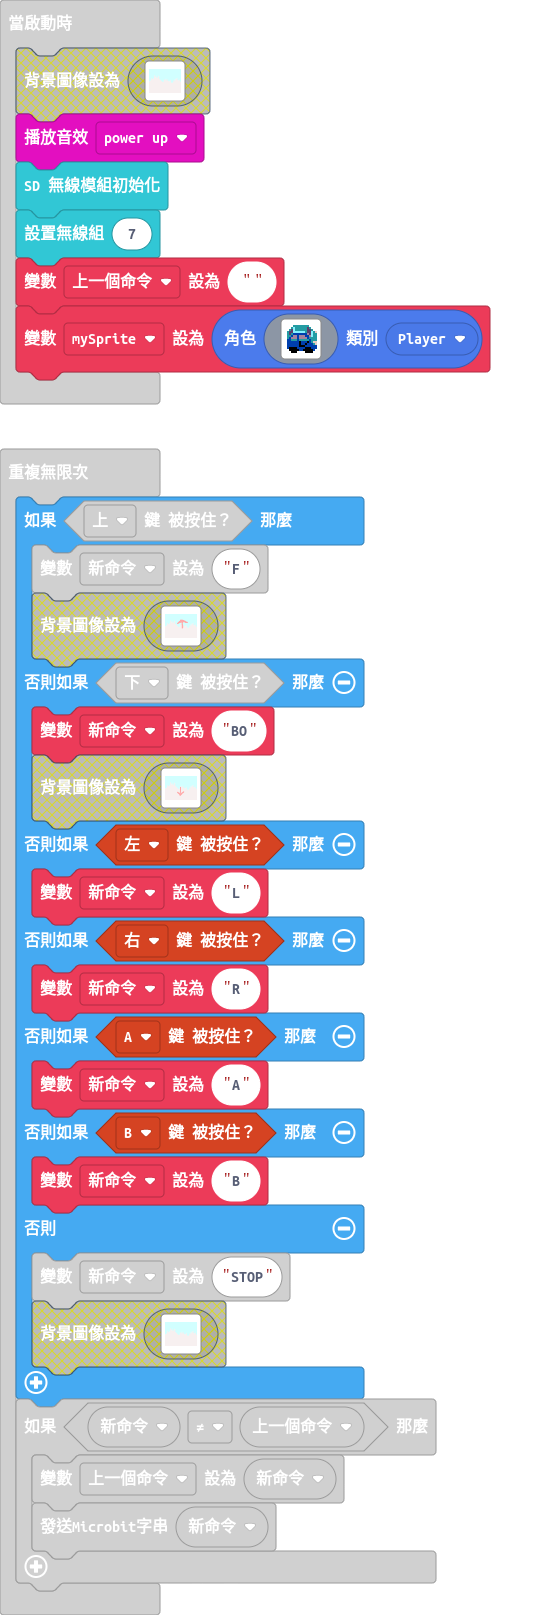 當啟動時
背景圖像設為
播放音效 power up
SD 無線模組初始化
設置無線組 7
變數 上一個命令 設為 " "
變數 mySprite 設為 角色 類別 Player
重複無限次
如果 上 鍵 被按住？ 那麼
變數 新命令 設為 "F"
背景圖像設為
否則如果 下 鍵 被按住？ 那麼
變數 新命令 設為 "BO"
背景圖像設為
否則如果 左 鍵 被按住？ 那麼
變數 新命令 設為 "L"
否則如果 右 鍵 被按住？ 那麼
變數 新命令 設為 "R"
否則如果 A 鍵 被按住？ 那麼
變數 新命令 設為 "A"
否則如果 B 鍵 被按住？ 那麼
變數 新命令 設為 "B"
否則
變數 新命令 設為 "STOP"
背景圖像設為
如果 新命令 ≠ 上一個命令 那麼
變數 上一個命令 設為 新命令
發送Microbit字串 新命令